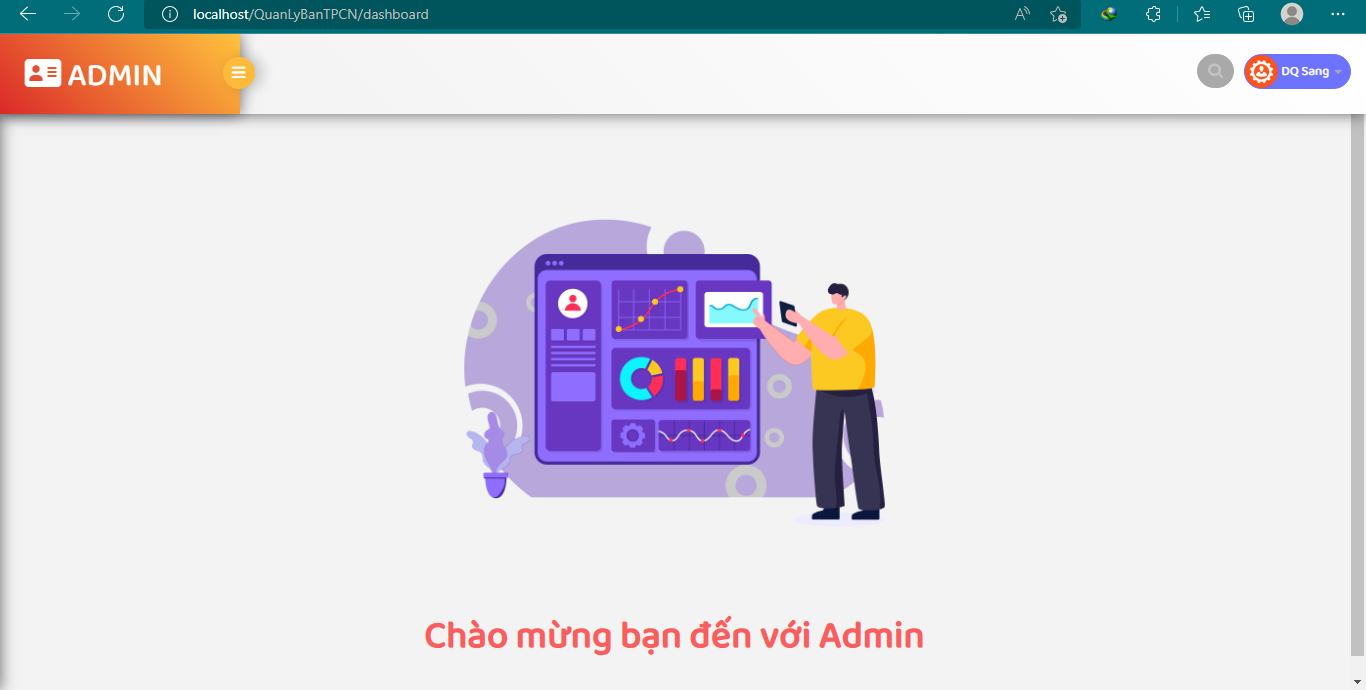 localhost/QuanLyBanTPCN/dashboard
ADMIN
DQ Sang
Chào mừng bạn đến với Admin